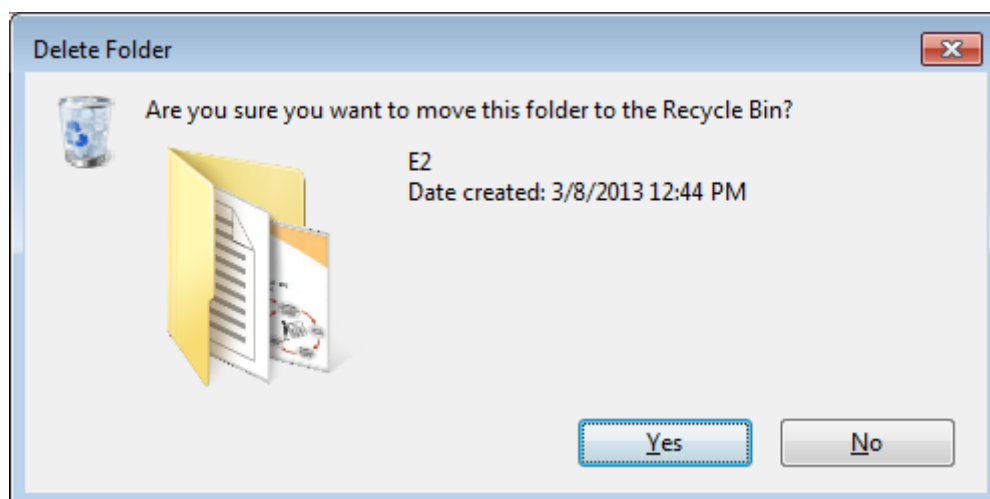 Delete Folder
Are you sure you want to move this folder to the Recycle Bin?
E2
Date created: 3/8/2013 12:44 PM
Yes
No